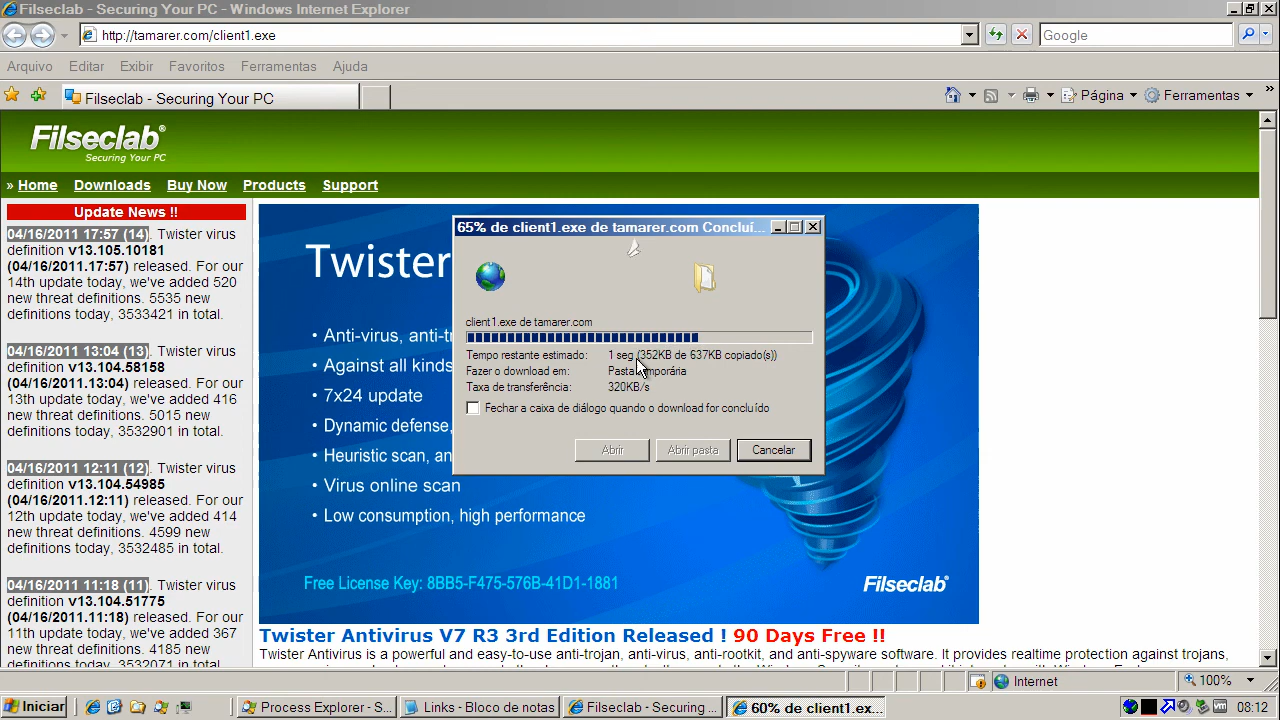 Filseclab - Securing Your PC - Windows Internet Explorer
http://tamarer.com/client1.exe
Google
Arquivo Editar Exibir Favoritos Ferramentas Ajuda
Filseclab - Securing Your PC
Página Ferramentas »
Filseclab®
Securing Your PC
» Home Downloads Buy Now Products Support
Update News !!
04/16/2011 17:57 (14). Twister virus
definition v13.105.10181
(04/16/2011.17:57) released. For our
14th update today, we've added 520
new threat definitions. 5535 new
definitions today, 3533421 in total.
04/16/2011 13:04 (13). Twister virus
definition v13.104.58158
(04/16/2011.13:04) released. For our
13th update today, we've added 416
new threat definitions. 5015 new
definitions today, 3532901 in total.
04/16/2011 12:11 (12). Twister virus
definition v13.104.54985
(04/16/2011.12:11) released. For our
12th update today, we've added 414
new threat definitions. 4599 new
definitions today, 3532485 in total.
04/16/2011 11:18 (11). Twister virus
definition v13.104.51775
(04/16/2011.11:18) released. For our
11th update today, we've added 367
new threat definitions. 4185 new
definitions today, 3532071 in total.
Twister
• Anti-virus, anti-t
• Against all kinds
• 7x24 update
• Dynamic defense,
• Heuristic scan, an
• Virus online scan
• Low consumption, high performance
Free License Key: 8BB5-F475-576B-41D1-1881
Filseclab®
65% de client1.exe de tamarer.com Concluí...
client1.exe de tamarer.com
Tempo restante estimado: 1 seg (352KB de 637KB copiado(s))
Fazer o download em: Pasta temporária
Taxa de transferência: 320KB/s
Fechar a caixa de diálogo quando o download for concluído
Abrir Abrir pasta Cancelar
Twister Antivirus V7 R3 3rd Edition Released ! 90 Days Free !!
Twister Antivirus is a powerful and easy-to-use anti-trojan, anti-virus, anti-rootkit, and anti-spyware software. It provides realtime protection against trojans,
Internet 100%
Iniciar Process Explorer - S... Links - Bloco de notas Filseclab - Securing ... 60% de client1.ex... 08:12